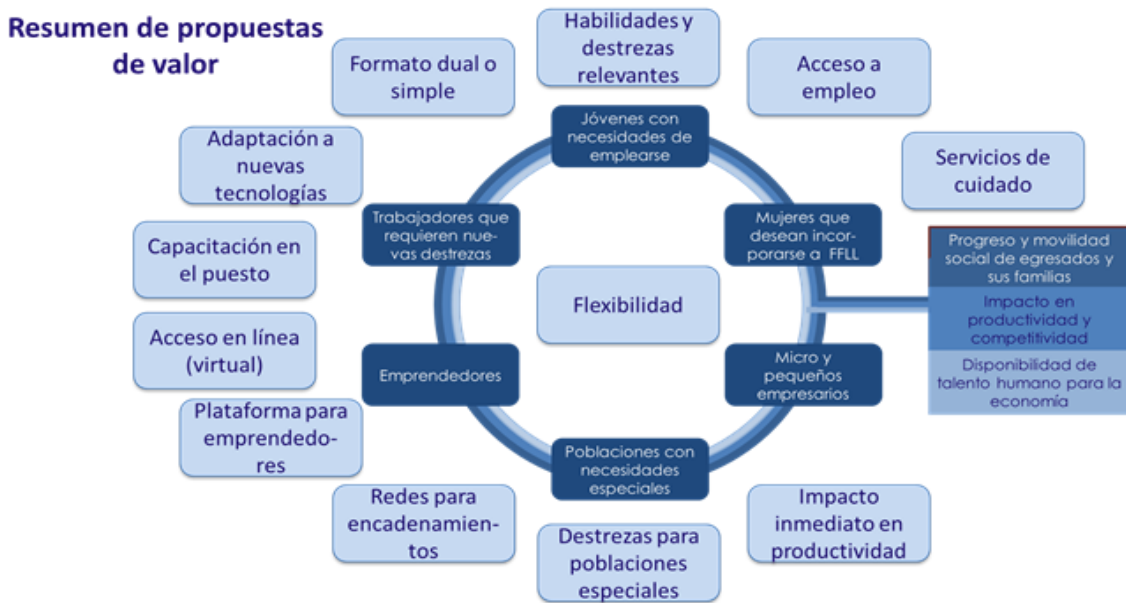 Resumen de propuestas
de valor
Habilidades y
destrezas
relevantes
Formato dual o
simple
Acceso a
empleo
Jóvenes con
necesidades de
emplearse
Adaptación a
nuevas
tecnologías
Servicios de
cuidado
Trabajadores que
requieren nue-
vas destrezas
Mujeres que
desean incor-
porarse a FFLL
Capacitación en
el puesto
Progreso y movilidad
social de egresados y
sus familias
Flexibilidad
Impacto en
productividad y
competitividad
Acceso en línea
(virtual)
Emprendedores
Micro y
pequeños
empresarios
Disponibilidad de
talento humano para la
economía
Plataforma para
emprendedo-
res
Poblaciones con
necesidades
especiales
Redes para
encadenamien-
tos
Impacto
inmediato en
productividad
Destrezas para
poblaciones
especiales